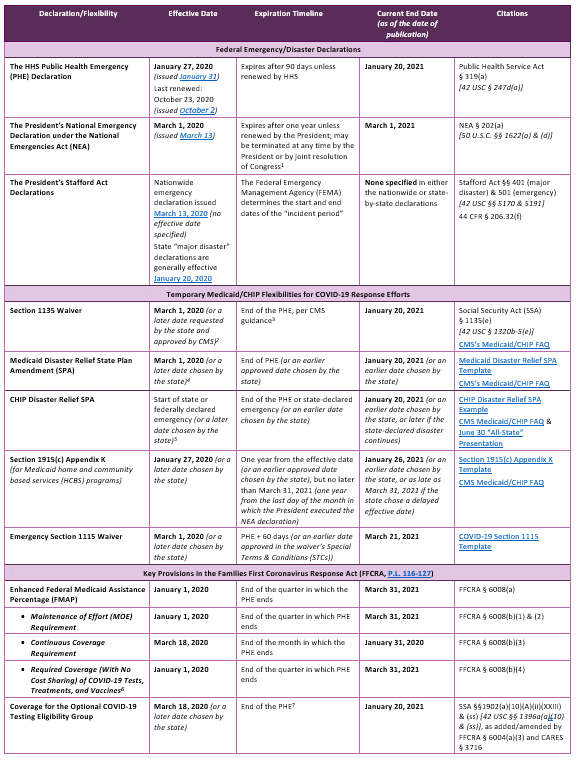 Declaration/Flexibility
Effective Date
Expiration Timeline
Current End Date
(as of the date of
publication)
Citations
Federal Emergency/Disaster Declarations
The HHS Public Health Emergency
(PHE) Declaration
January 27, 2020
(issued January 31)
Last renewed:
October 23, 2020
(issued October 2)
Expires after 90 days unless
renewed by HHS
January 20, 2021
Public Health Service Act
§ 319(a)
[42 USC § 247d(a)]
The President's National Emergency
Declaration under the National
Emergencies Act (NEA)
March 1, 2020
(issued March 13)
Expires after one year unless
renewed by the President; may
be terminated at any time by the
President or by joint resolution
of Congress¹
March 1, 2021
NEA § 202(a)
[50 U.S.C. §§ 1622(a) & (d)]
The President's Stafford Act
Declarations
Nationwide
emergency
declaration issued
March 13, 2020 (no
effective date
specified)
State "major disaster"
declarations are
generally effective
January 20, 2020
The Federal Emergency
Management Agency (FEMA)
determines the start and end
dates of the "incident period"
None specified in either
the nationwide or state-
by-state declarations
Stafford Act §§ 401 (major
disaster) & 501 (emergency)
[42 USC §§ 5170 & 5191]
44 CFR § 206.32(f)
Temporary Medicaid/CHIP Flexibilities for COVID-19 Response Efforts
Section 1135 Waiver
March 1, 2020 (or a
later date requested
by the state and
approved by CMS)²
End of the PHE, per CMS
guidance³
January 20, 2021
Social Security Act (SSA)
§ 1135(e)
[42 USC § 1320b-5(e)]
CMS's Medicaid/CHIP FAQ
Medicaid Disaster Relief State Plan
Amendment (SPA)
March 1, 2020 (or a
later date chosen by
the state)⁴
End of PHE (or an earlier
approved date chosen by the
state)
January 20, 2021 (or an
earlier date chosen by
the state)
Medicaid Disaster Relief SPA
Template
CMS's Medicaid/CHIP FAQ
CHIP Disaster Relief SPA
Start of state or
federally declared
emergency (or a later
date chosen by the
state)⁵
End of the PHE or state-declared
emergency (or an earlier date
chosen by the state)
January 20, 2021 (or an
earlier date chosen by
the state, or later if the
state-declared disaster
continues)
CHIP Disaster Relief SPA
Example
CMS Medicaid/CHIP FAQ &
June 30 "All-State"
Presentation
Section 1915(c) Appendix K
(for Medicaid home and community
based services (HCBS) programs)
January 27, 2020 (or a
later date chosen by
the state)
One year from the effective date
(or an earlier approved date
chosen by the state), but no later
than March 31, 2021 (one year
from the last day of the month in
which the President executed the
NEA declaration)
January 26, 2021 (or an
earlier date chosen by
the state, or as late as
March 31, 2021 if the
state chose a delayed
effective date)
Section 1915(c) Appendix K
Template
CMS Medicaid/CHIP FAQ
Emergency Section 1115 Waiver
March 1, 2020 (or a
later date chosen by
the state)
PHE + 60 days (or an earlier date
approved in the waiver's Special
Terms & Conditions (STCs))
March 21, 2021
COVID-19 Section 1115
Template
Key Provisions in the Families First Coronavirus Response Act (FFCRA, P.L. 116-127)
Enhanced Federal Medicaid Assistance
Percentage (FMAP)
January 1, 2020
End of the quarter in which the
PHE ends
March 31, 2021
FFCRA § 6008(a)
• Maintenance of Effort (MOE)
Requirement
January 1, 2020
End of the quarter in which PHE
ends
March 31, 2021
FFCRA § 6008(b)(1) & (2)
• Continuous Coverage
Requirement
March 18, 2020
End of the month in which the
PHE ends
January 31, 2020
FFCRA § 6008(b)(3)
• Required Coverage (With No
Cost Sharing) of COVID-19 Tests,
Treatments, and Vaccines⁶
January 1, 2020
End of the quarter in which PHE
ends
March 31, 2021
FFCRA § 6008(b)(4)
Coverage for the Optional COVID-19
Testing Eligibility Group
March 18, 2020 (or a
later date chosen by
the state)
End of the PHE⁷
January 20, 2021
SSA §§1902(a)(10)(A)(ii)(XXIII)
& (ss) [42 USC §§ 1396a(a)(10)
& (ss)], as added/amended by
FFCRA § 6004(a)(3) and CARES
§ 3716